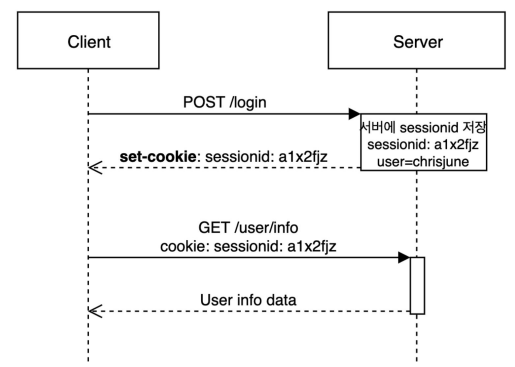 Client
Server
POST /login
서버에 sessionid 저장
sessionid: a1x2fjz
user=chrisjune
set-cookie: sessionid: a1x2fjz
GET /user/info
cookie: sessionid: a1x2fjz
User info data